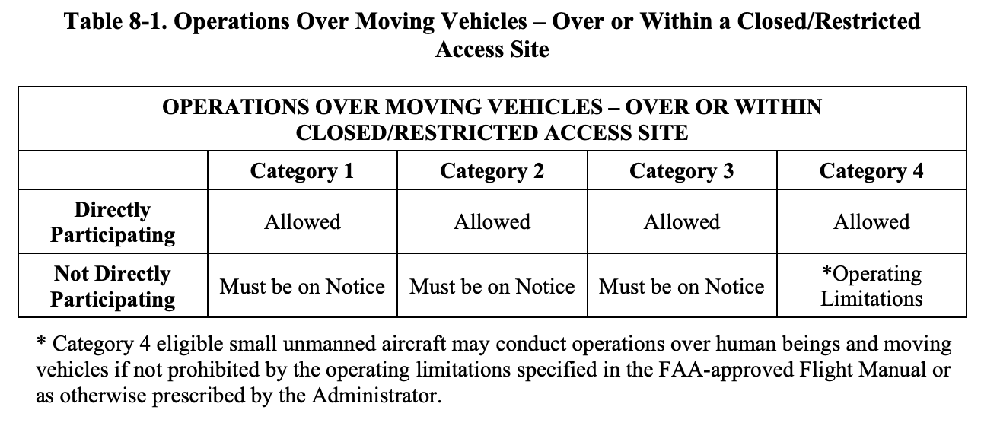 Table 8-1. Operations Over Moving Vehicles – Over or Within a Closed/Restricted
Access Site
OPERATIONS OVER MOVING VEHICLES – OVER OR WITHIN
CLOSED/RESTRICTED ACCESS SITE
Category 1 Category 2 Category 3 Category 4
Directly
Participating
Allowed Allowed Allowed Allowed
Not Directly
Participating
Must be on Notice Must be on Notice Must be on Notice
*Operating
Limitations
* Category 4 eligible small unmanned aircraft may conduct operations over human beings and moving
vehicles if not prohibited by the operating limitations specified in the FAA-approved Flight Manual or
as otherwise prescribed by the Administrator.